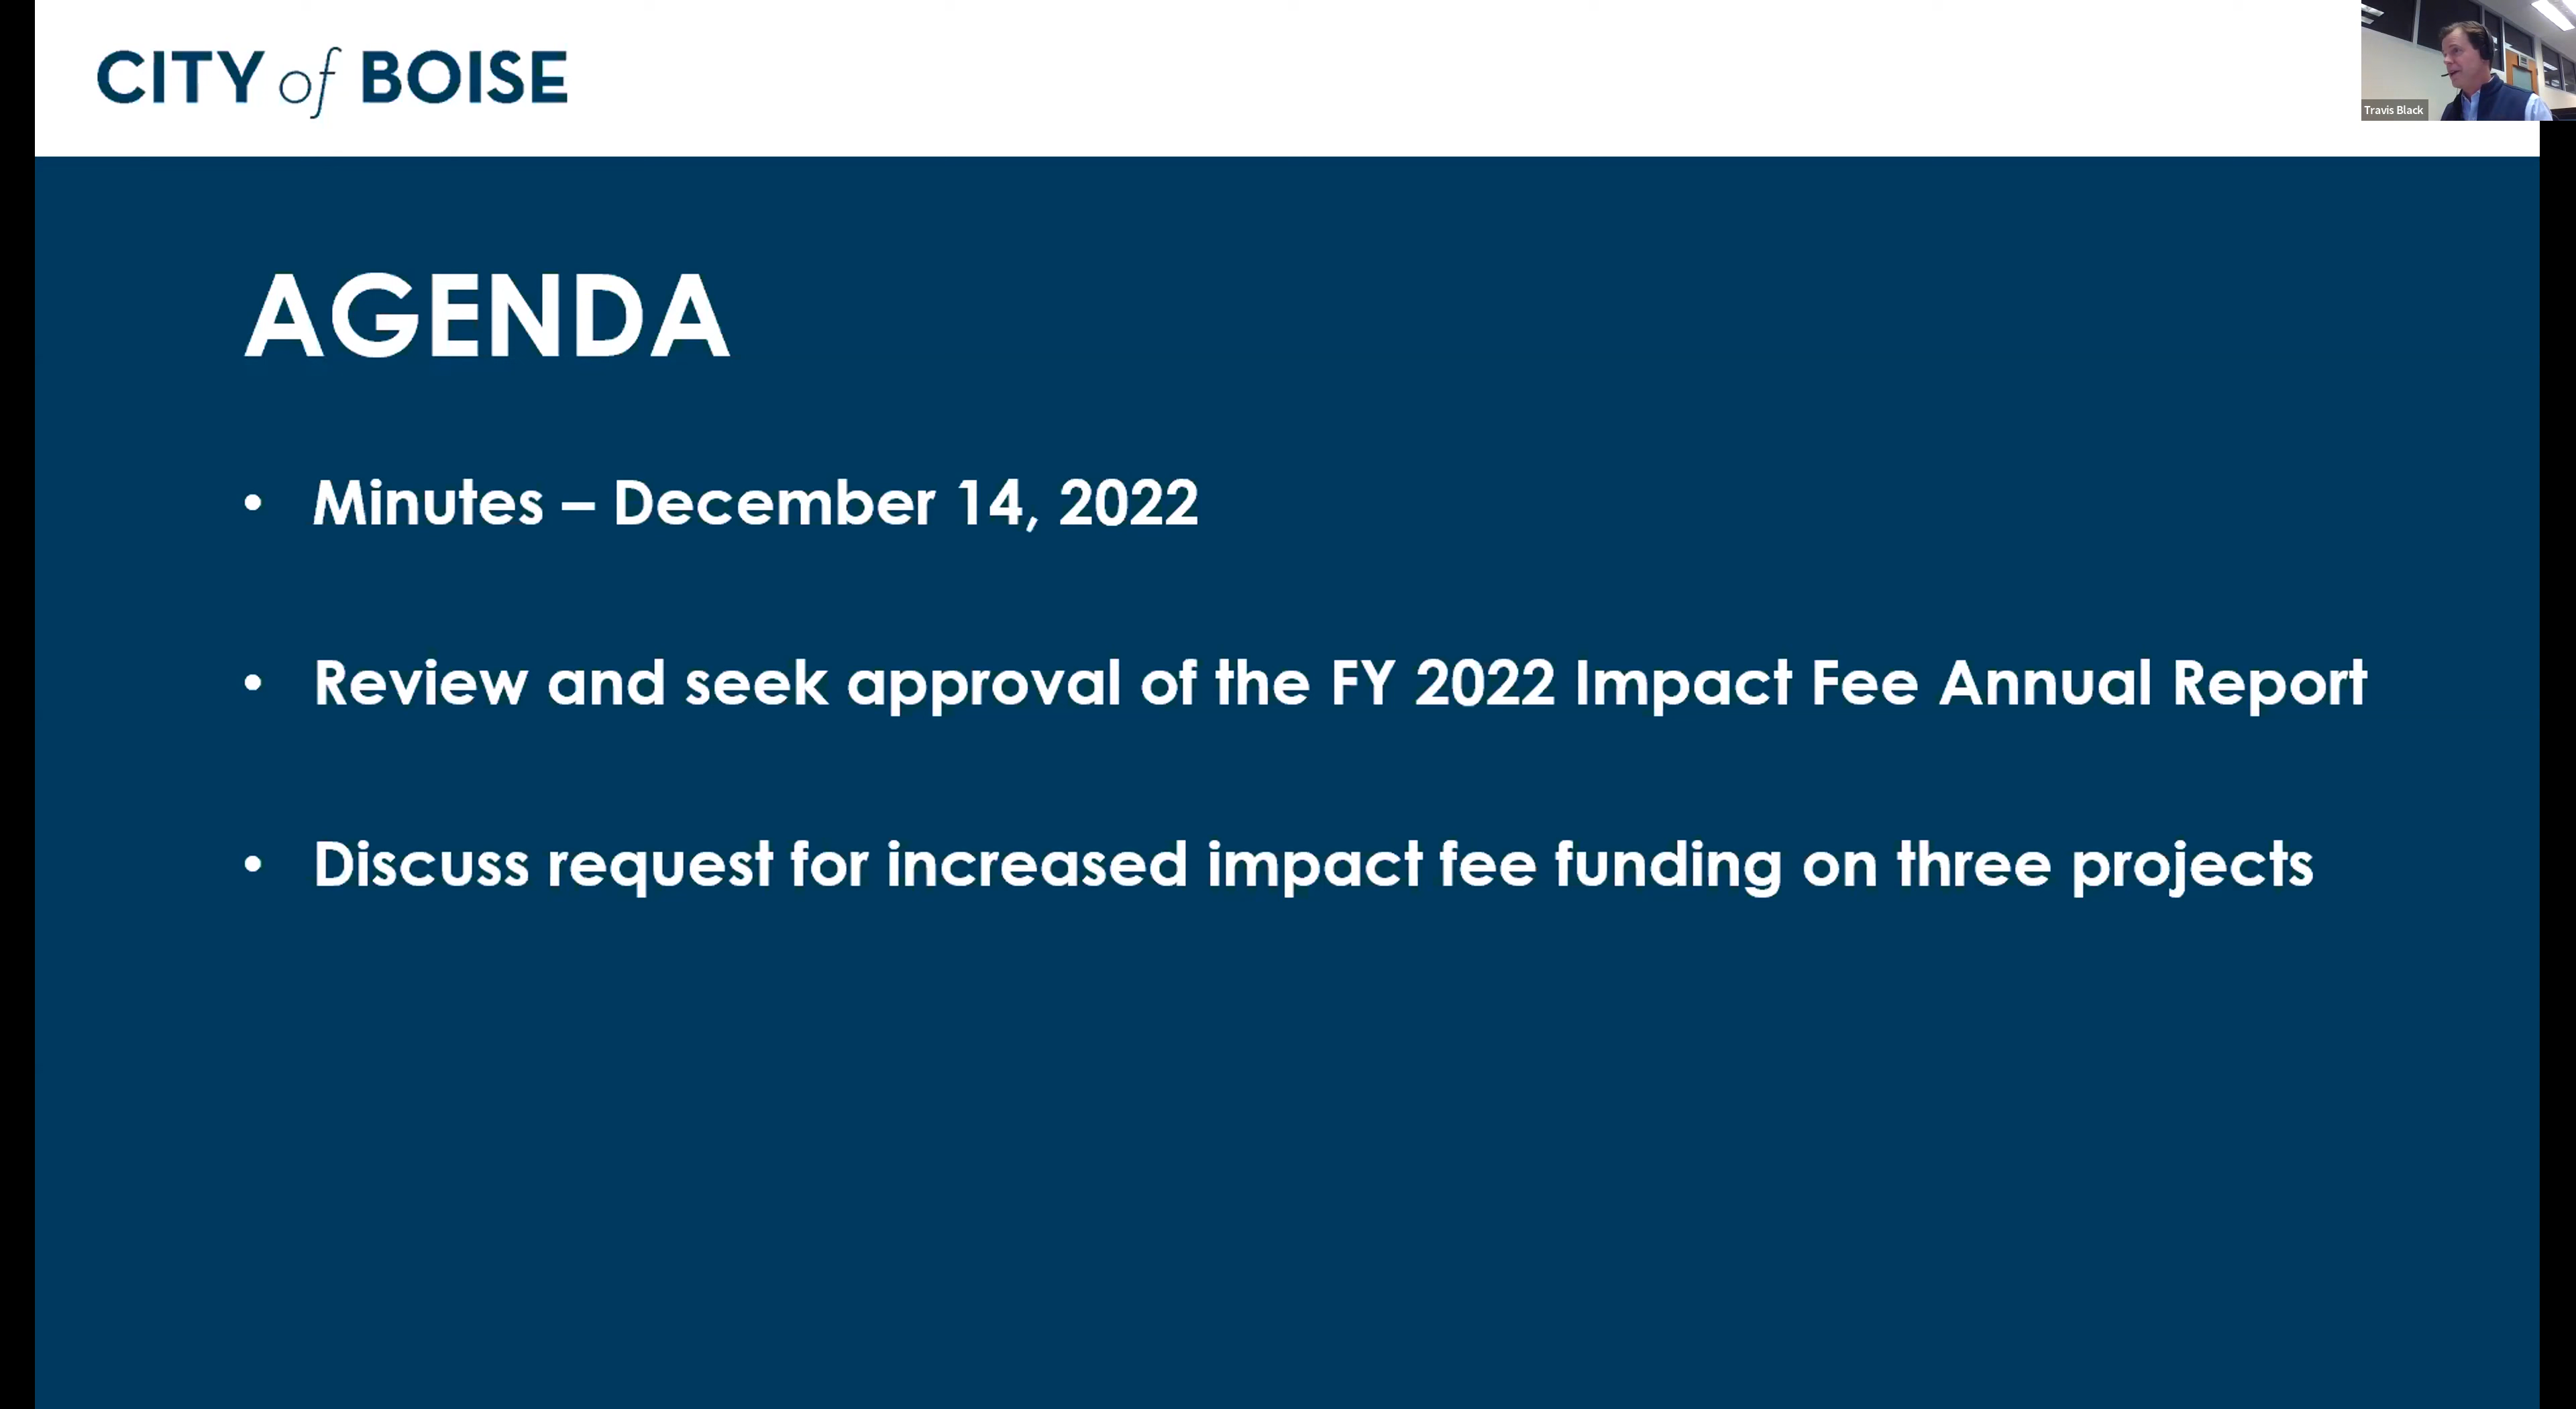 CITY of BOISE
Travis Black
AGENDA
• Minutes – December 14, 2022
• Review and seek approval of the FY 2022 Impact Fee Annual Report
• Discuss request for increased impact fee funding on three projects